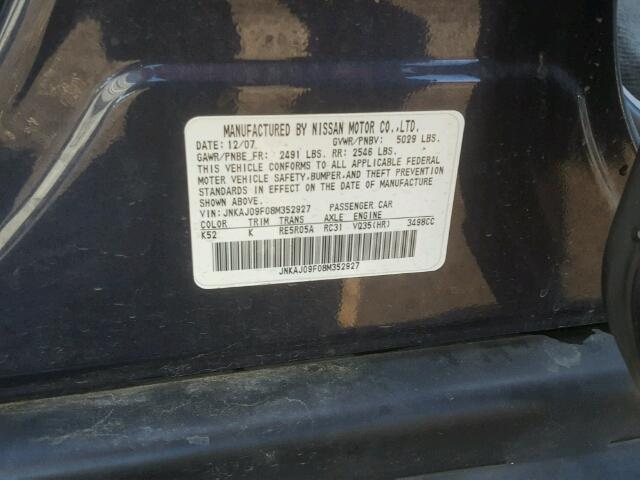 MANUFACTURED BY NISSAN MOTOR CO.,LTD.
DATE: 12/07 GVWR/PNBV: 5029 LBS.
GAWR/PNBE FR: 2491 LBS. RR: 2546 LBS.
THIS VEHICLE CONFORMS TO ALL APPLICABLE FEDERAL
MOTOR VEHICLE SAFETY,BUMPER,AND THEFT PREVENTION
STANDARDS IN EFFECT ON THE DATE OF MANUFACTURE
SHOWN ABOVE.
VIN:JNKAJ09F08M352927 PASSENGER CAR
COLOR TRIM TRANS AXLE ENGINE
K52 K RE5R05A RC31 VQ35(HR) 3498CC
JNKAJ09F08M352927